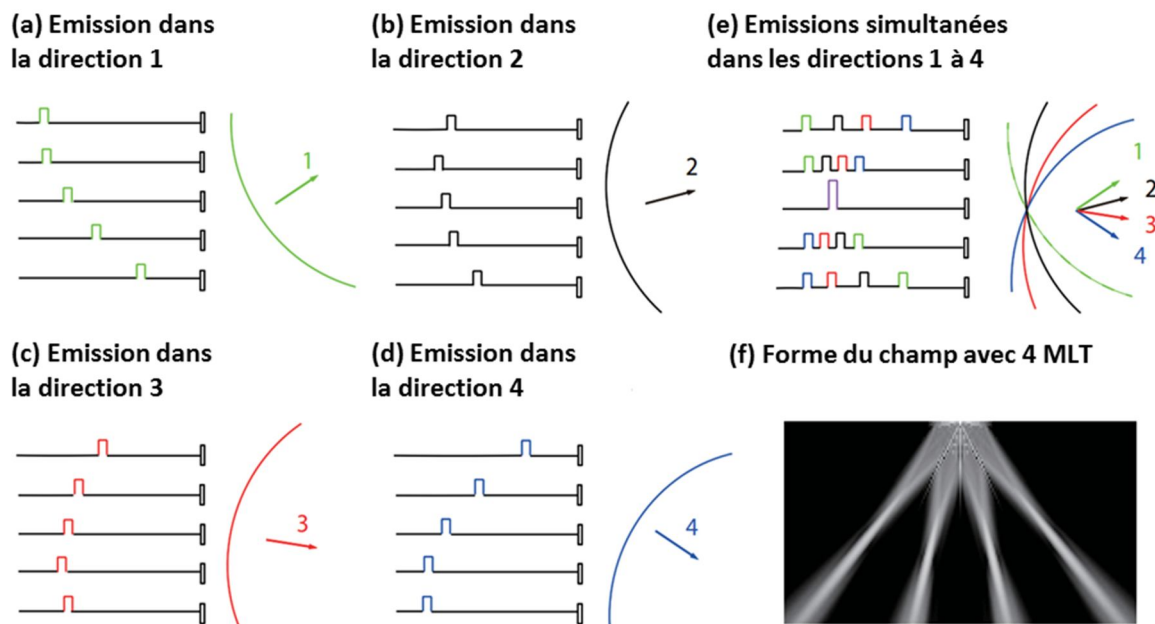 (a) Emission dans
la direction 1
1
(b) Emission dans
la direction 2
2
(e) Emissions simultanées
dans les directions 1 à 4
1
2
3
4
(c) Emission dans
la direction 3
3
(d) Emission dans
la direction 4
4
(f) Forme du champ avec 4 MLT